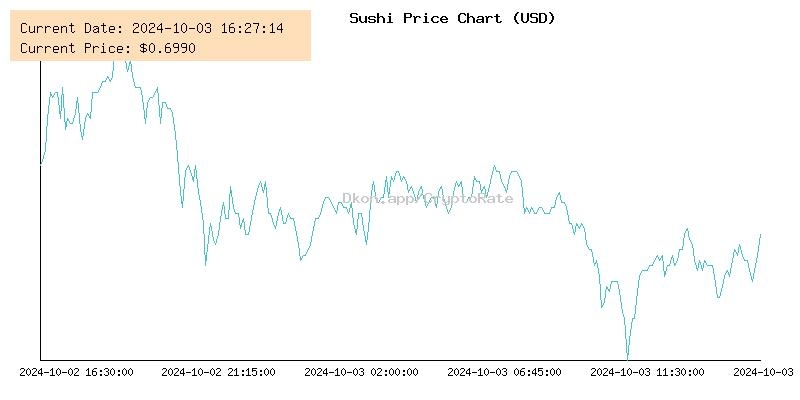 Sushi Price Chart (USD)
Current Date: 2024-10-03 16:27:14
Current Price: $0.6990
Dkon.app/CryptoKate
2024-10-02 16:30:00
2024-10-02 21:15:00
2024-10-03 02:00:00
2024-10-03 06:45:00
2024-10-03 11:30:00
2024-10-03